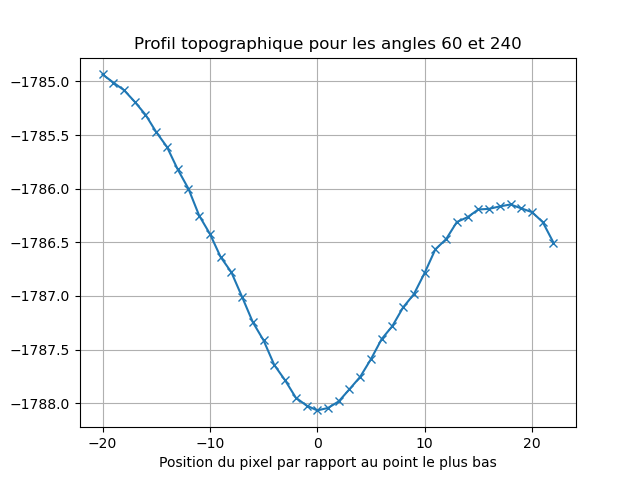 Profil topographique pour les angles 60 et 240
−1785.0
−1785.5
−1786.0
−1786.5
−1787.0
−1787.5
−1788.0
−20 −10 0 10 20
Position du pixel par rapport au point le plus bas